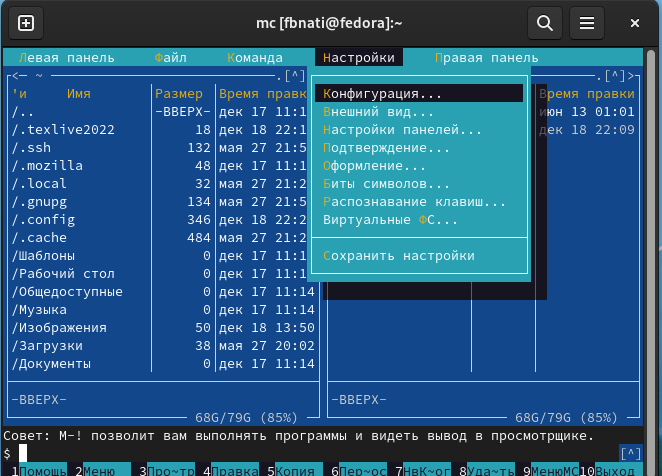 mc [fbnati@fedora]:~
Левая панель Файл Команда Настройки Правая панель
<— ~ .[^] .[^]>
'и Имя Размер Время правк Конфигурация... Время правки
/.. -ВВЕРХ- дек 17 11:1 Внешний вид... июн 13 01:01
/.texlive2022 18 дек 18 22:1 Настройки панелей... дек 18 22:09
/.ssh 132 мая 27 21:5 Подтверждение...
/.mozilla 48 дек 17 11:1 Оформление...
/.local 32 мая 27 21:2 Биты символов...
/.gnupg 134 мая 27 21:5 Распознавание клавиш...
/.config 346 дек 18 22:2 Виртуальные ФС...
/.cache 484 мая 27 21:2
/Шаблоны 0 дек 17 11:1 Сохранить настройки
/Рабочий стол 0 дек 17 11:1
/Общедоступные 0 дек 17 11:14
/Музыка 0 дек 17 11:14
/Изображения 50 дек 18 13:50
/Загрузки 38 мая 27 20:02
/Документы 0 дек 17 11:14
-ВВЕРХ- -ВВЕРХ-
68G/79G (85%) 68G/79G (85%)
Совет: M-! позволит вам выполнять программы и видеть вывод в просмотрщике.
$ [^]
1Помощь 2Меню 3Про~тр 4Правка 5Копия 6Пер~ос 7НвК~ог 8Уда~ть 9МенюMC 10Выход